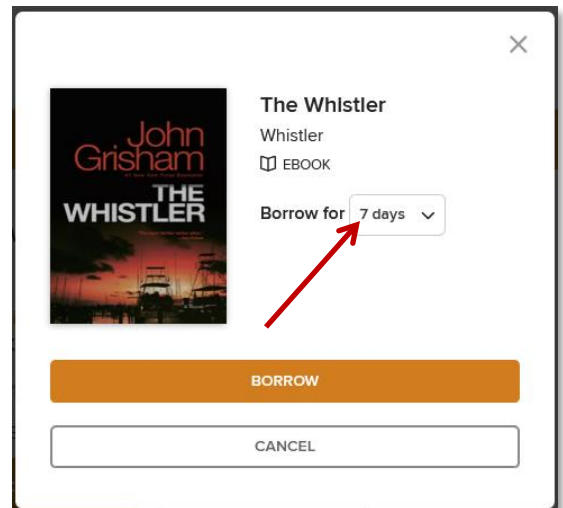 The Whistler
Whistler
EBOOK
Borrow for 7 days
John
Grisham
THE
WHISTLER
BORROW
CANCEL